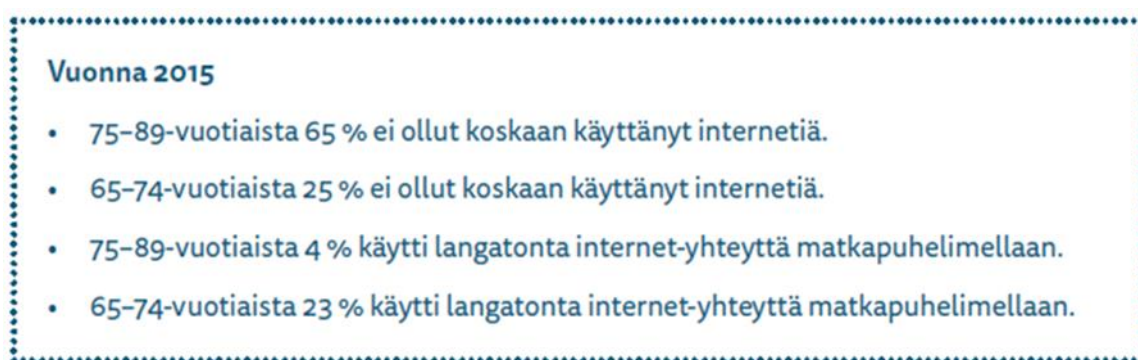 Vuonna 2015
• 75–89-vuotiaista 65 % ei ollut koskaan käyttänyt internetiä.
• 65–74-vuotiaista 25 % ei ollut koskaan käyttänyt internetiä.
• 75–89-vuotiaista 4 % käytti langatonta internet-yhteyttä matkapuhelimellaan.
• 65–74-vuotiaista 23 % käytti langatonta internet-yhteyttä matkapuhelimellaan.